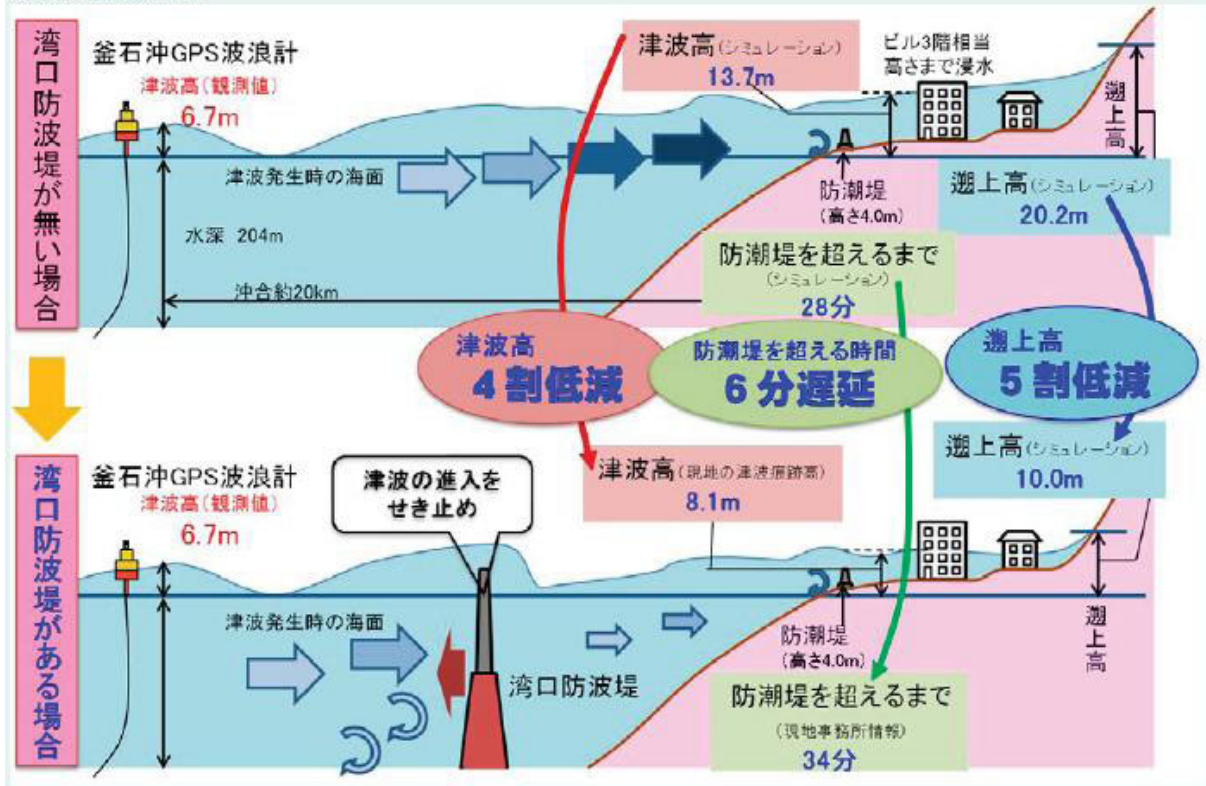 湾口防波堤が無い場合
釜石沖GPS波浪計
津波高(観測値)
6.7m
津波発生時の海面
水深 204m
沖合約20km
津波高(シミュレーション)
13.7m
ビル3階相当
高さまで浸水
遡上高
防潮堤
(高さ4.0m)
遡上高(シミュレーション)
20.2m
防潮堤を超えるまで
(シミュレーション)
28分
津波高
4割低減
防潮堤を超える時間
6分遅延
遡上高
5割低減
湾口防波堤がある場合
釜石沖GPS波浪計
津波高(観測値)
6.7m
津波発生時の海面
津波の進入を
せき止め
湾口防波堤
津波高(現地の津波痕跡高)
8.1m
遡上高(シミュレーション)
10.0m
防潮堤
(高さ4.0m)
遡上高
防潮堤を超えるまで
(現地事務所情報)
34分